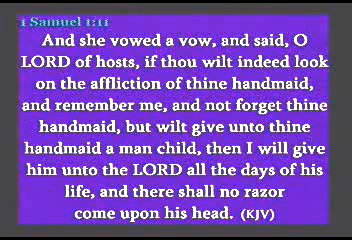 1 Samuel 1:11
And she vowed a vow, and said, O
LORD of hosts, if thou wilt indeed look
on the affliction of thine handmaid,
and remember me, and not forget thine
handmaid, but wilt give unto thine
handmaid a man child, then I will give
him unto the LORD all the days of his
life, and there shall no razor
come upon his head. (KJV)